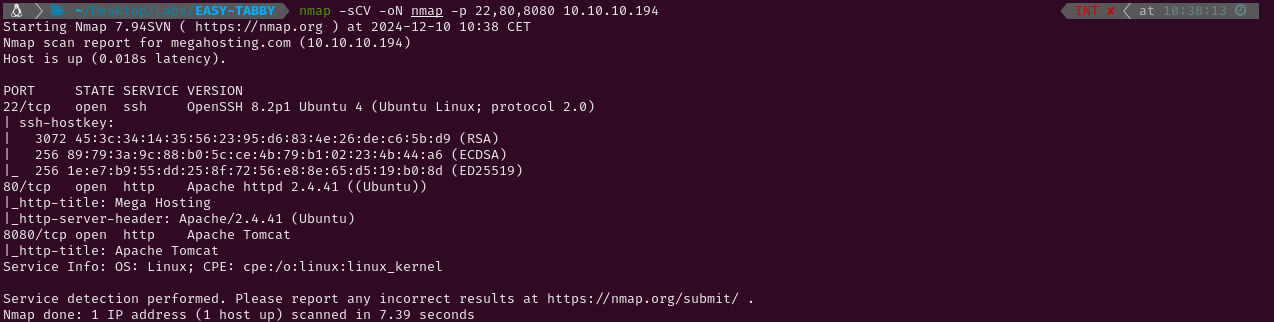 ~/Desktop/Labs/EASY-TABBY nmap -sCV -oN nmap -p 22,80,8080 10.10.10.194 INT ✘ at 10:38:13
Starting Nmap 7.94SVN ( https://nmap.org ) at 2024-12-10 10:38 CET
Nmap scan report for megahosting.com (10.10.10.194)
Host is up (0.018s latency).
PORT     STATE SERVICE VERSION
22/tcp   open  ssh     OpenSSH 8.2p1 Ubuntu 4 (Ubuntu Linux; protocol 2.0)
| ssh-hostkey:
|   3072 45:3c:34:14:35:56:23:95:d6:83:4e:26:de:c6:5b:d9 (RSA)
|   256 89:79:3a:9c:88:b0:5c:ce:4b:79:b1:02:23:4b:44:a6 (ECDSA)
|_  256 1e:e7:b9:55:dd:25:8f:72:56:e8:8e:65:d5:19:b0:8d (ED25519)
80/tcp   open  http    Apache httpd 2.4.41 ((Ubuntu))
|_http-title: Mega Hosting
|_http-server-header: Apache/2.4.41 (Ubuntu)
8080/tcp open  http    Apache Tomcat
|_http-title: Apache Tomcat
Service Info: OS: Linux; CPE: cpe:/o:linux:linux_kernel
Service detection performed. Please report any incorrect results at https://nmap.org/submit/ .
Nmap done: 1 IP address (1 host up) scanned in 7.39 seconds